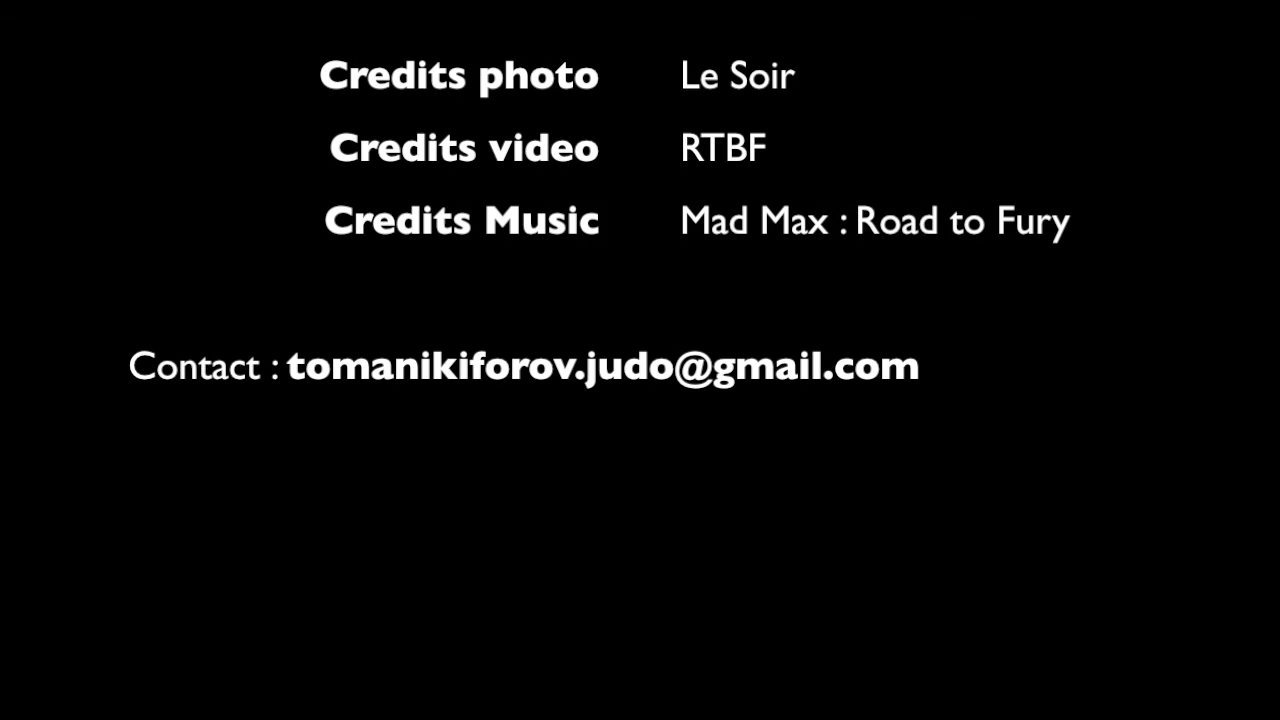 Credits photo Le Soir
Credits video RTBF
Credits Music Mad Max : Road to Fury
Contact : tomanikiforov.judo@gmail.com